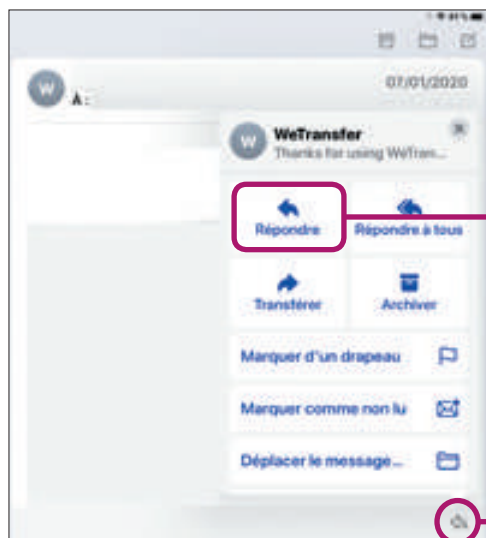 07/01/2020
W
A :
W
WeTransfer
Thanks for using WeTran...
Répondre
Répondre à tous
Transférer
Archiver
Marquer d'un drapeau
Marquer comme non lu
Déplacer le message...